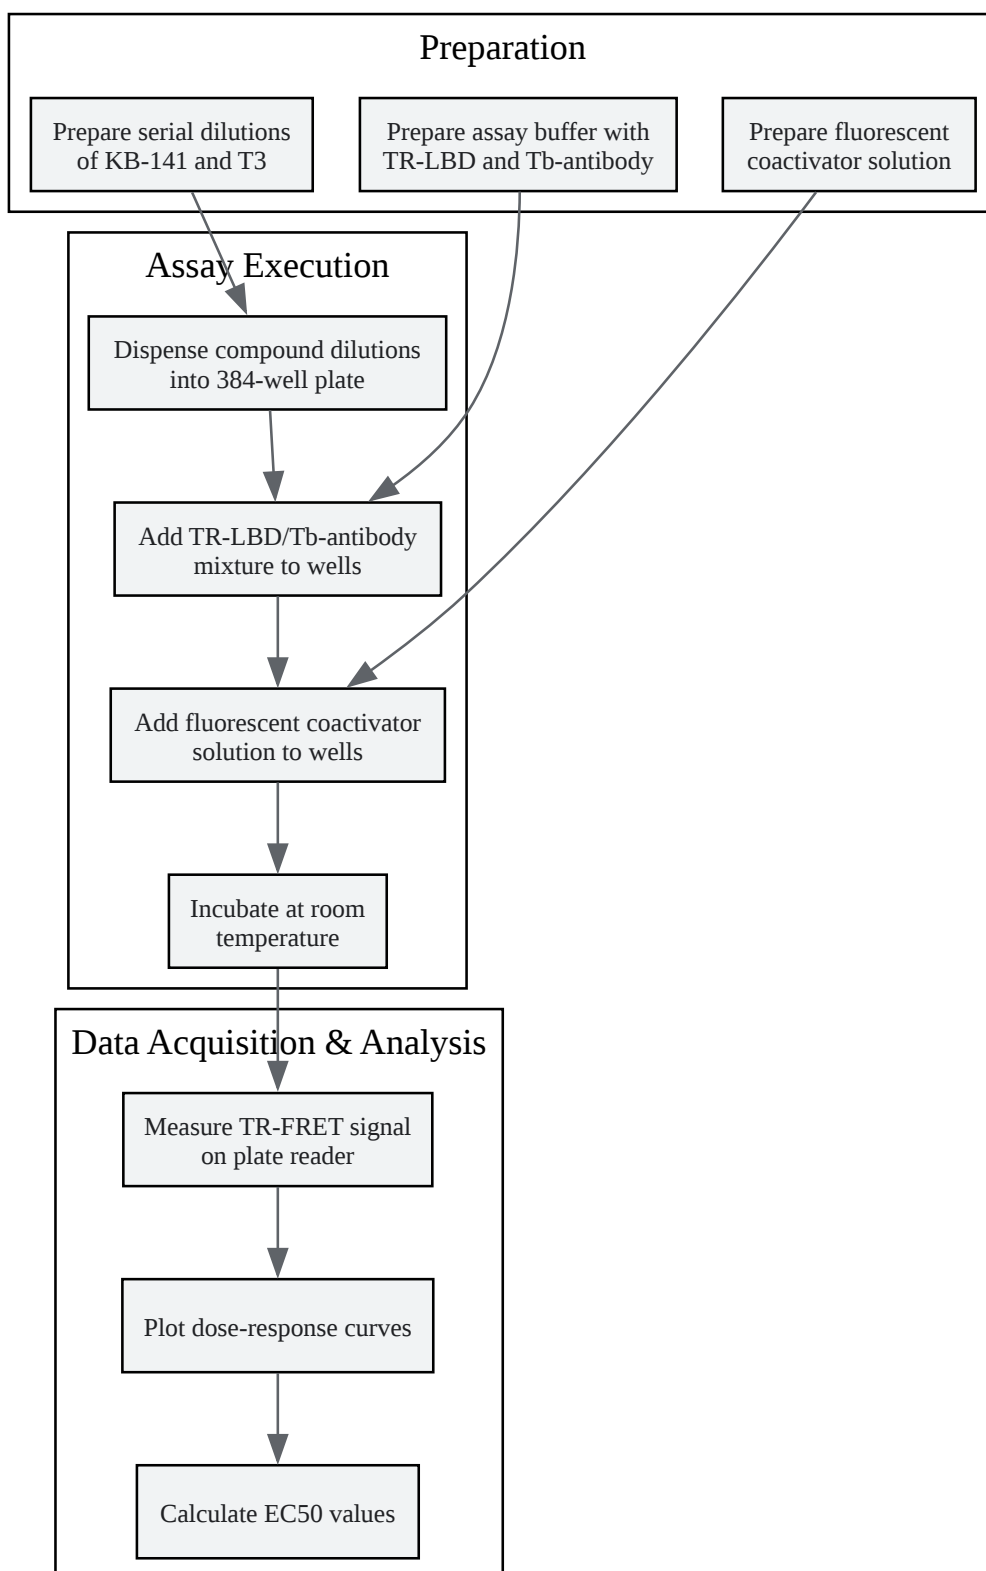 Preparation
Prepare serial dilutions
of KB-141 and T3
Prepare assay buffer with
TR-LBD and Tb-antibody
Prepare fluorescent
coactivator solution
Assay Execution
Dispense compound dilutions
into 384-well plate
Add TR-LBD/Tb-antibody
mixture to wells
Add fluorescent coactivator
solution to wells
Incubate at room
temperature
Data Acquisition & Analysis
Measure TR-FRET signal
on plate reader
Plot dose-response curves
Calculate EC50 values